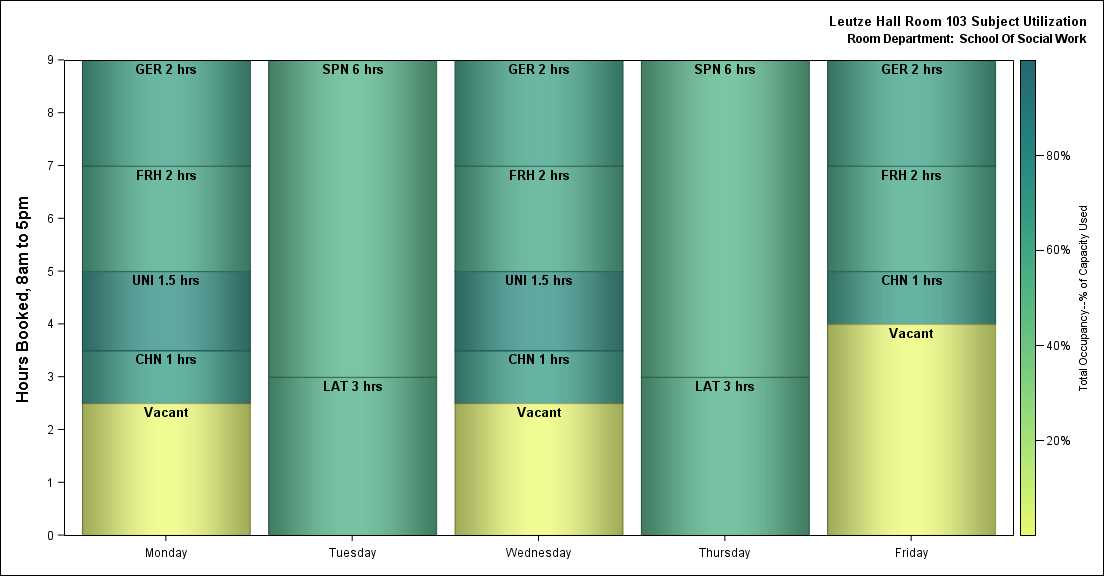 Leutze Hall Room 103 Subject Utilization
Room Department: School Of Social Work
Hours Booked, 8am to 5pm
9
8
7
6
5
4
3
2
1
0
GER 2 hrs
FRH 2 hrs
UNI 1.5 hrs
CHN 1 hrs
Vacant
SPN 6 hrs
LAT 3 hrs
GER 2 hrs
FRH 2 hrs
UNI 1.5 hrs
CHN 1 hrs
Vacant
SPN 6 hrs
LAT 3 hrs
GER 2 hrs
FRH 2 hrs
CHN 1 hrs
Vacant
Monday
Tuesday
Wednesday
Thursday
Friday
80%
60%
40%
20%
Total Occupancy--% of Capacity Used